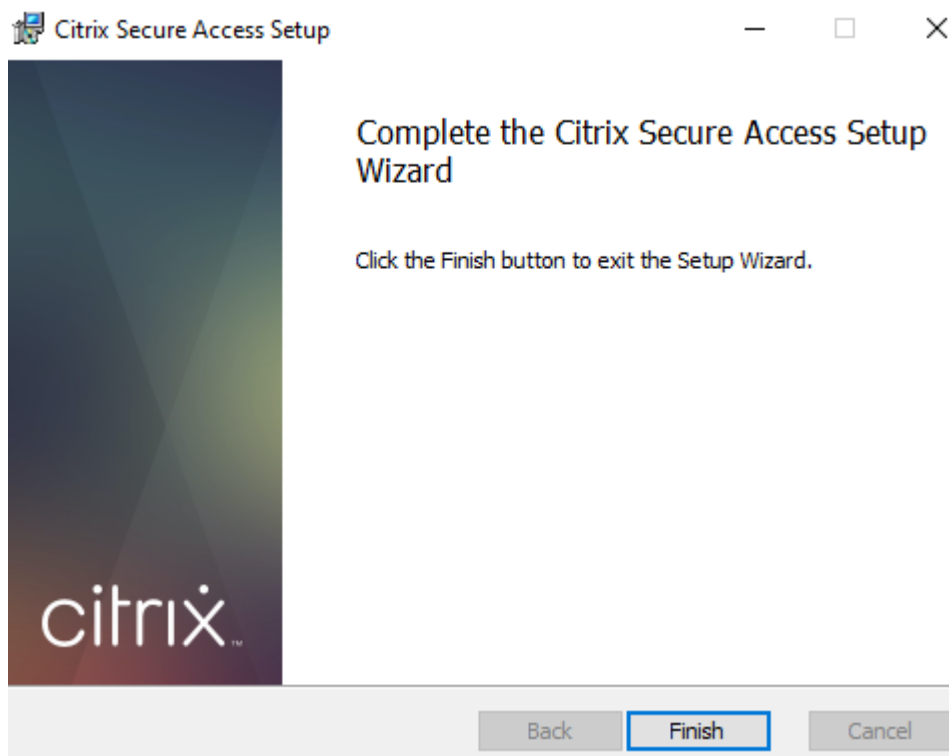 Citrix Secure Access Setup
Complete the Citrix Secure Access Setup
Wizard
Click the Finish button to exit the Setup Wizard.
citrix™
Back Finish Cancel